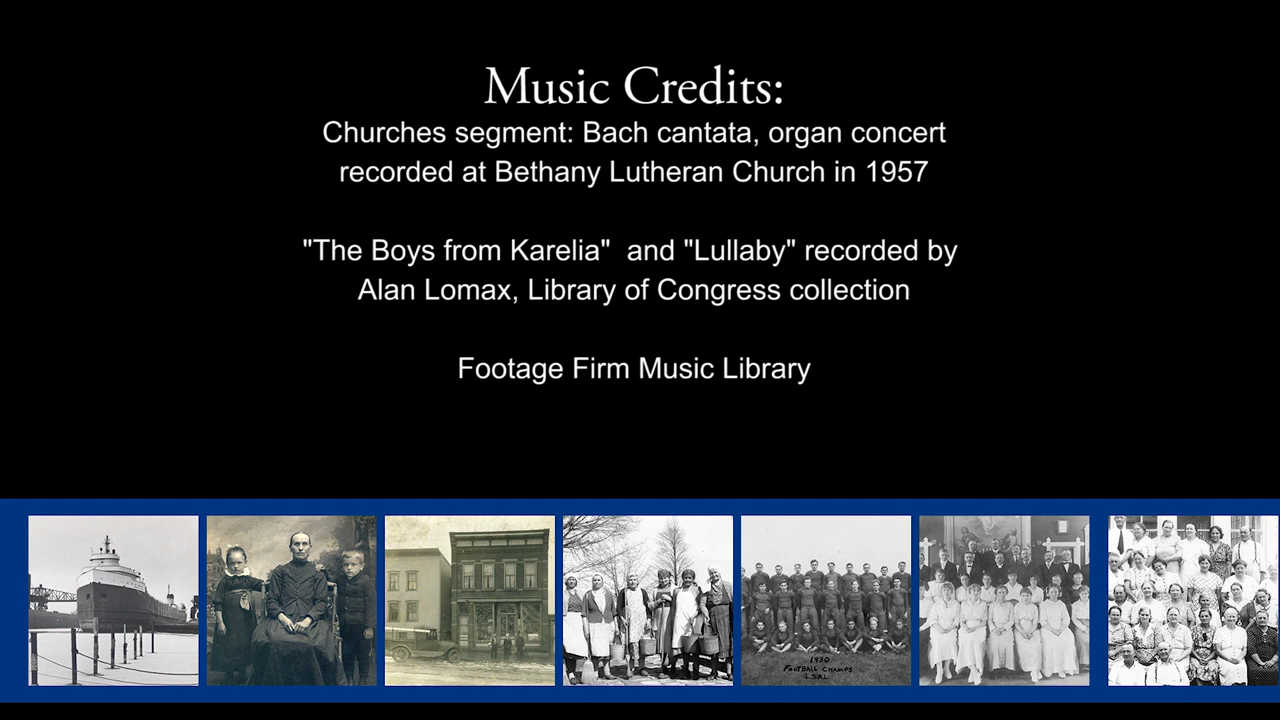 Music Credits:
Churches segment: Bach cantata, organ concert
recorded at Bethany Lutheran Church in 1957
"The Boys from Karelia"  and "Lullaby" recorded by
Alan Lomax, Library of Congress collection
Footage Firm Music Library
1930
FOOTBALL CHAMPS
L.S.A.L.